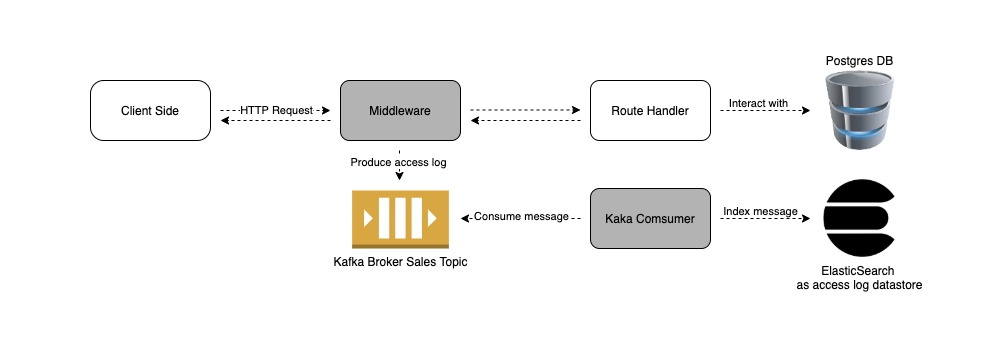 Postgres DB
Client Side
HTTP Request
Middleware
Route Handler
Interact with
Produce access log
Consume message
Kaka Comsumer
Index message
Kafka Broker Sales Topic
ElasticSearch
as access log datastore